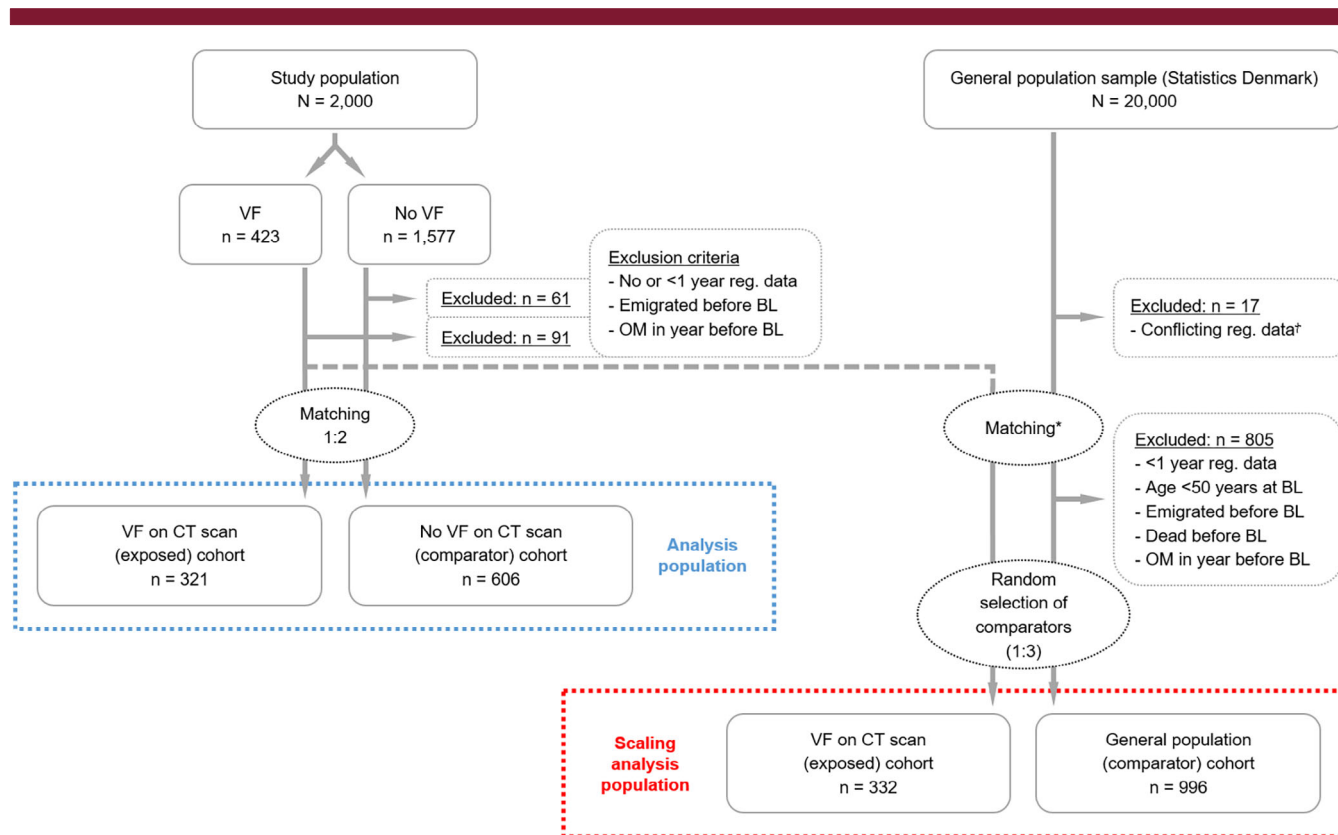 Study population
N = 2,000
General population sample (Statistics Denmark)
N = 20,000
VF
n = 423
No VF
n = 1,577
Exclusion criteria
- No or <1 year reg. data
- Emigrated before BL
- OM in year before BL
Excluded: n = 61
Excluded: n = 91
Excluded: n = 17
- Conflicting reg. data†
Matching
1:2
Matching*
Excluded: n = 805
- <1 year reg. data
- Age <50 years at BL
- Emigrated before BL
- Dead before BL
- OM in year before BL
VF on CT scan
(exposed) cohort
n = 321
No VF on CT scan
(comparator) cohort
n = 606
Analysis
population
Random
selection of
comparators
(1:3)
Scaling
analysis
population
VF on CT scan
(exposed) cohort
n = 332
General population
(comparator) cohort
n = 996